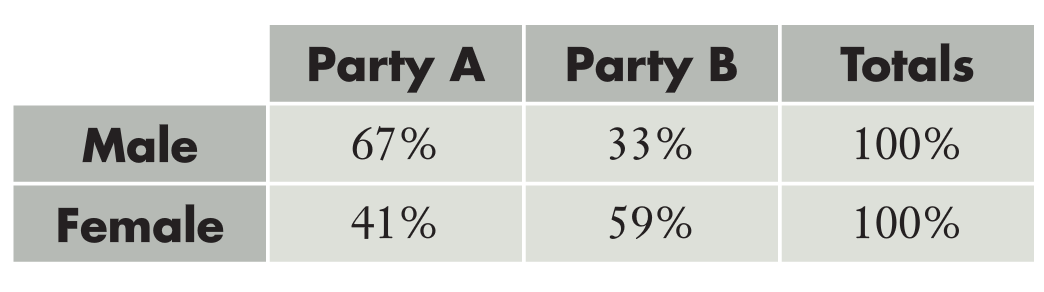 Party A Party B Totals
Male 67% 33% 100%
Female 41% 59% 100%